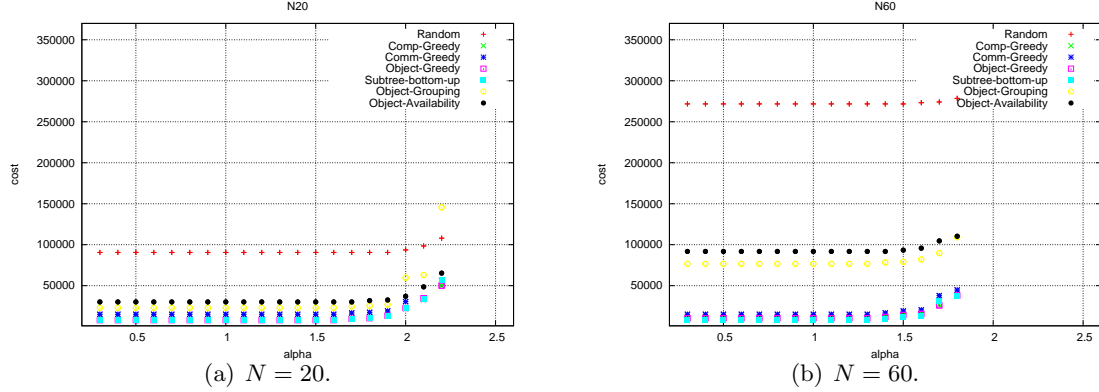 N20
350000
300000
250000
200000
150000
100000
50000
cost
0.5
1
1.5
2
2.5
alpha
Random
Comp-Greedy
Comm-Greedy
Object-Greedy
Subtree-bottom-up
Object-Grouping
Object-Availability
(a) N = 20.
N60
350000
300000
250000
200000
150000
100000
50000
cost
0.5
1
1.5
2
2.5
alpha
Random
Comp-Greedy
Comm-Greedy
Object-Greedy
Subtree-bottom-up
Object-Grouping
Object-Availability
(b) N = 60.